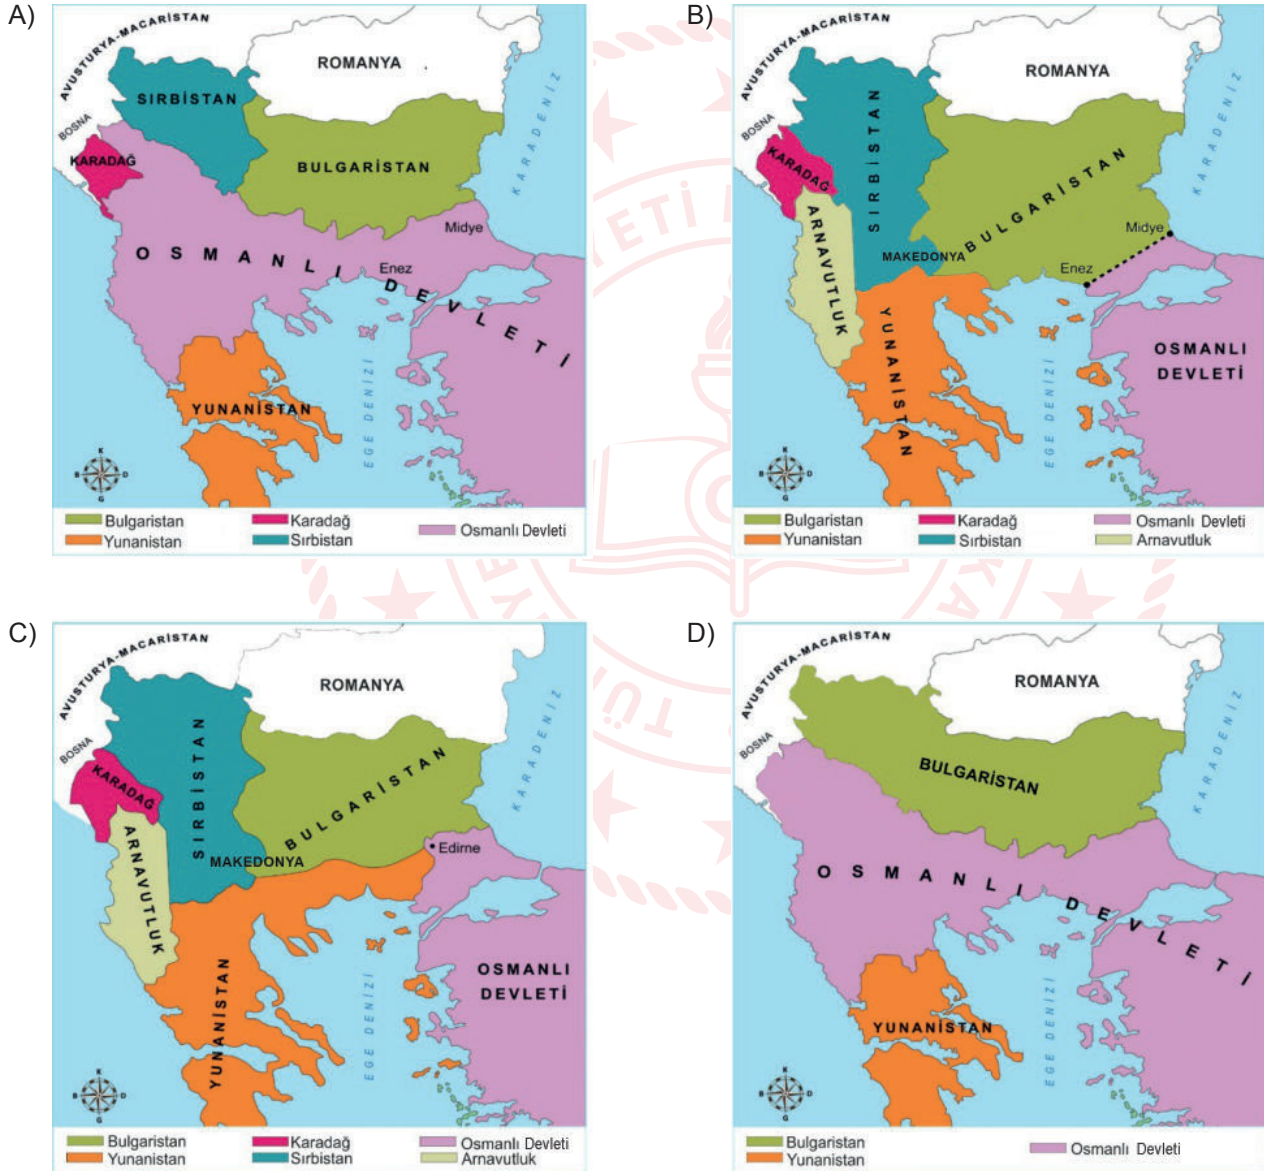 A)
AVUSTURYA-MACARİSTAN
ROMANYA
SIRBİSTAN
BOSNA
KARADAĞ
BULGARİSTAN
KARADENİZ
Midye
OSMANLI DEVLETİ
Enez
YUNANİSTAN
EGE DENİZİ
K
B D
G
Bulgaristan Karadağ Osmanlı Devleti
Yunanistan Sırbistan
B)
AVUSTURYA-MACARİSTAN
ROMANYA
SIRBİSTAN
BOSNA
KARADAĞ
BULGARİSTAN
KARADENİZ
ARNAVUTLUK
Midye
MAKEDONYA
Enez
YUNANİSTAN
OSMANLI
DEVLETİ
EGE DENİZİ
K
B D
G
Bulgaristan Karadağ Osmanlı Devleti
Yunanistan Sırbistan Arnavutluk
C)
AVUSTURYA-MACARİSTAN
ROMANYA
SIRBİSTAN
BOSNA
KARADAĞ
BULGARİSTAN
KARADENİZ
ARNAVUTLUK
Edirne
MAKEDONYA
YUNANİSTAN
OSMANLI
DEVLETİ
EGE DENİZİ
K
B D
G
Bulgaristan Karadağ Osmanlı Devleti
Yunanistan Sırbistan Arnavutluk
D)
AVUSTURYA-MACARİSTAN
ROMANYA
BOSNA
BULGARİSTAN
KARADENİZ
OSMANLI DEVLETİ
YUNANİSTAN
EGE DENİZİ
K
B D
G
Bulgaristan Osmanlı Devleti
Yunanistan